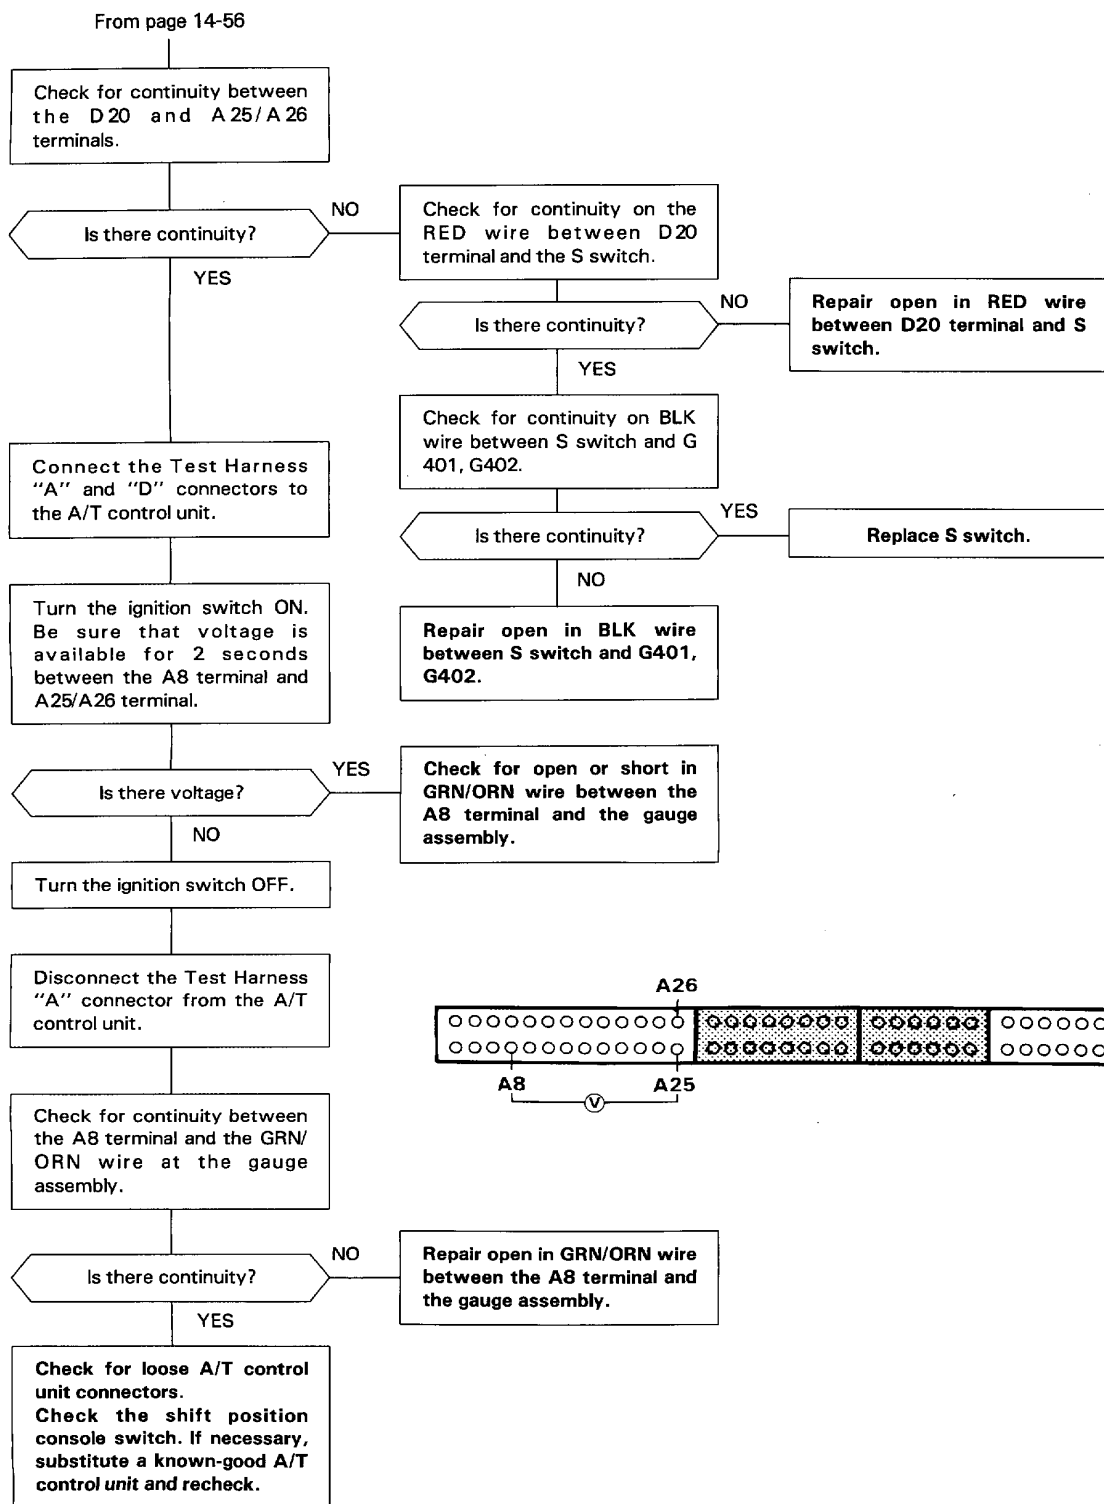 From page 14-56
Check for continuity between
the D20 and A25/A26
terminals.
Is there continuity?
NO
YES
Check for continuity on the
RED wire between D20
terminal and the S switch.
Is there continuity?
NO
YES
Repair open in RED wire
between D20 terminal and S
switch.
Check for continuity on BLK
wire between S switch and G
401, G402.
Is there continuity?
YES
NO
Replace S switch.
Repair open in BLK wire
between S switch and G401,
G402.
Connect the Test Harness
"A" and "D" connectors to
the A/T control unit.
Turn the ignition switch ON.
Be sure that voltage is
available for 2 seconds
between the A8 terminal and
A25/A26 terminal.
Is there voltage?
YES
NO
Check for open or short in
GRN/ORN wire between the
A8 terminal and the gauge
assembly.
Turn the ignition switch OFF.
Disconnect the Test Harness
"A" connector from the A/T
control unit.
A26
A8
A25
V
Check for continuity between
the A8 terminal and the GRN/
ORN wire at the gauge
assembly.
Is there continuity?
NO
YES
Repair open in GRN/ORN wire
between the A8 terminal and
the gauge assembly.
Check for loose A/T control
unit connectors.
Check the shift position
console switch. If necessary,
substitute a known-good A/T
control unit and recheck.